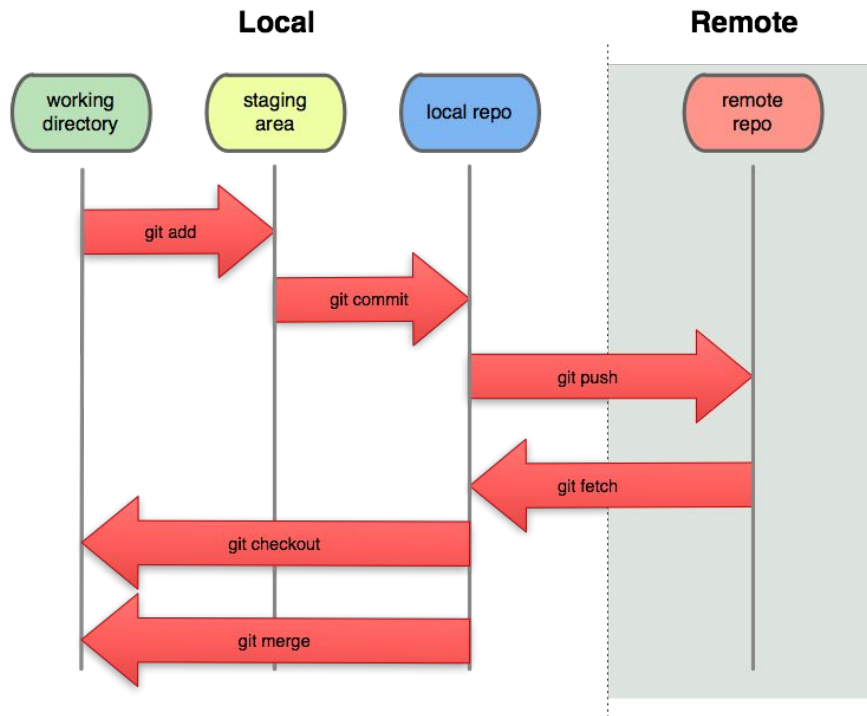 Local
Remote
working
directory
staging
area
local repo
remote
repo
git add
git commit
git push
git fetch
git checkout
git merge